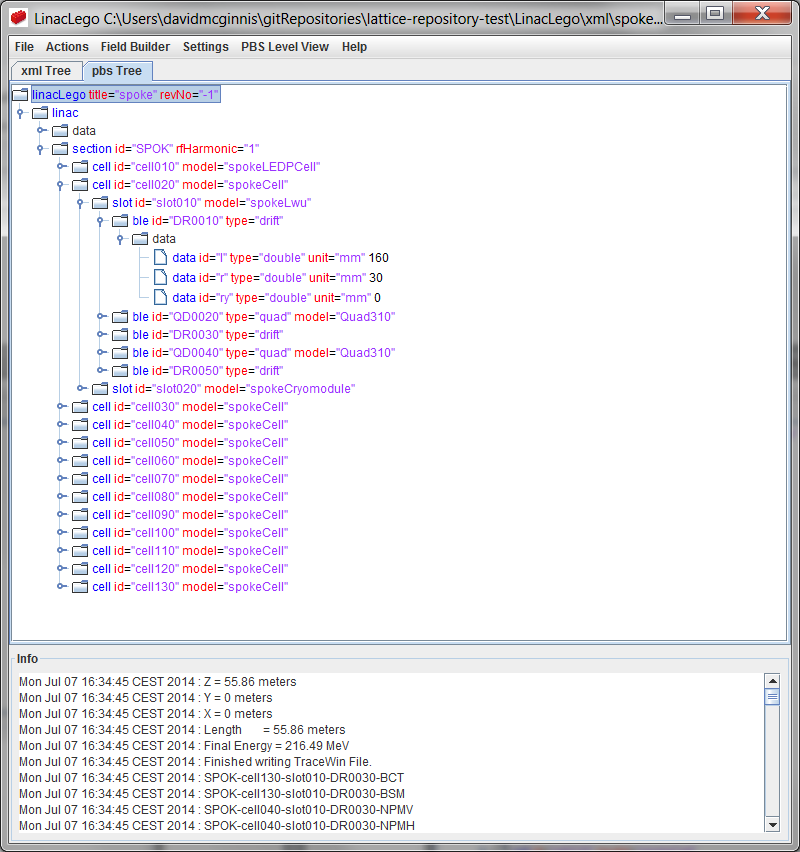 LinacLego C:\Users\davidmcginnis\gitRepositories\lattice-repository-test\LinacLego\xml\spoke...
File Actions Field Builder Settings PBS Level View Help
xml Tree pbs Tree
linacLego title="spoke" revNo="-1"
linac
data
section id="SPOK" rfHarmonic="1"
cell id="cell010" model="spokeLEDPCell"
cell id="cell020" model="spokeCell"
slot id="slot010" model="spokeLwu"
ble id="DR0010" type="drift"
data
data id="l" type="double" unit="mm" 160
data id="r" type="double" unit="mm" 30
data id="ry" type="double" unit="mm" 0
ble id="QD0020" type="quad" model="Quad310"
ble id="DR0030" type="drift"
ble id="QD0040" type="quad" model="Quad310"
ble id="DR0050" type="drift"
slot id="slot020" model="spokeCryomodule"
cell id="cell030" model="spokeCell"
cell id="cell040" model="spokeCell"
cell id="cell050" model="spokeCell"
cell id="cell060" model="spokeCell"
cell id="cell070" model="spokeCell"
cell id="cell080" model="spokeCell"
cell id="cell090" model="spokeCell"
cell id="cell100" model="spokeCell"
cell id="cell110" model="spokeCell"
cell id="cell120" model="spokeCell"
cell id="cell130" model="spokeCell"
Info
Mon Jul 07 16:34:45 CEST 2014 : Z = 55.86 meters
Mon Jul 07 16:34:45 CEST 2014 : Y = 0 meters
Mon Jul 07 16:34:45 CEST 2014 : X = 0 meters
Mon Jul 07 16:34:45 CEST 2014 : Length = 55.86 meters
Mon Jul 07 16:34:45 CEST 2014 : Final Energy = 216.49 MeV
Mon Jul 07 16:34:45 CEST 2014 : Finished writing TraceWin File.
Mon Jul 07 16:34:45 CEST 2014 : SPOK-cell130-slot010-DR0030-BCT
Mon Jul 07 16:34:45 CEST 2014 : SPOK-cell130-slot010-DR0030-BSM
Mon Jul 07 16:34:45 CEST 2014 : SPOK-cell040-slot010-DR0030-NPMV
Mon Jul 07 16:34:45 CEST 2014 : SPOK-cell040-slot010-DR0030-NPMH